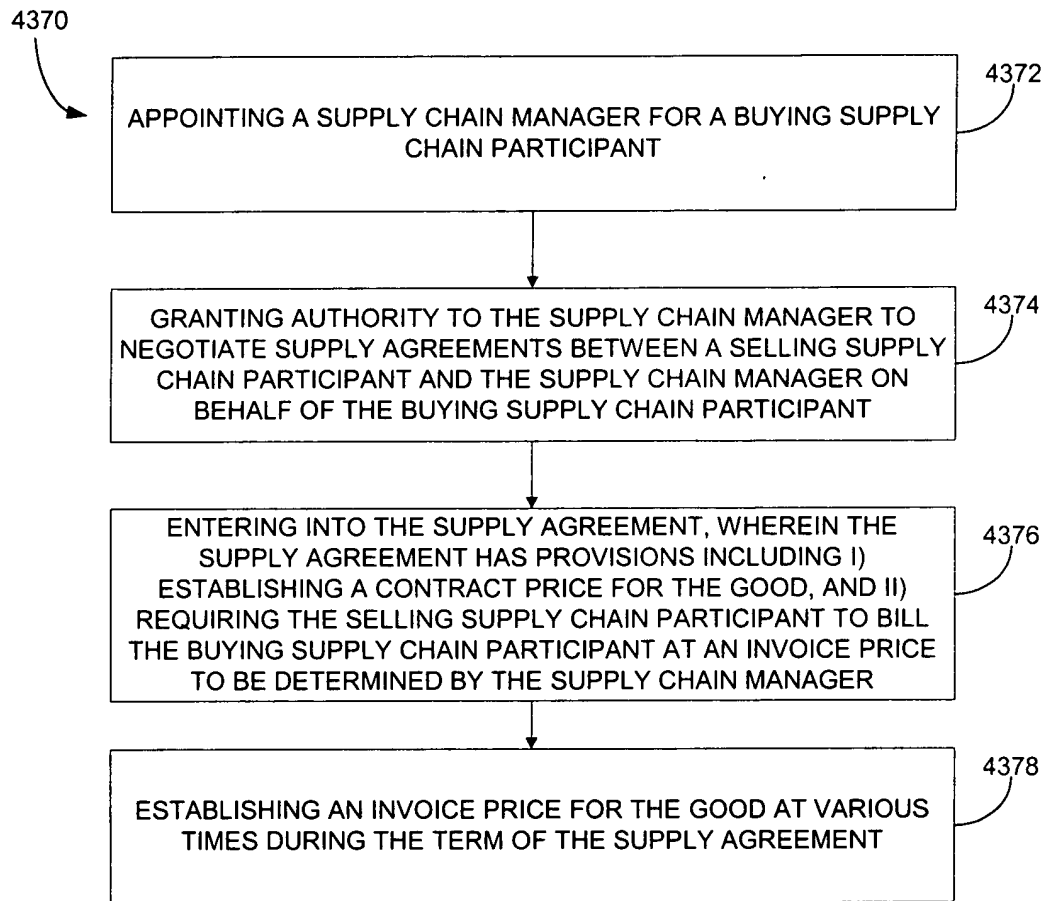 4370
4372
APPOINTING A SUPPLY CHAIN MANAGER FOR A BUYING SUPPLY
CHAIN PARTICIPANT
4374
GRANTING AUTHORITY TO THE SUPPLY CHAIN MANAGER TO
NEGOTIATE SUPPLY AGREEMENTS BETWEEN A SELLING SUPPLY
CHAIN PARTICIPANT AND THE SUPPLY CHAIN MANAGER ON
BEHALF OF THE BUYING SUPPLY CHAIN PARTICIPANT
4376
ENTERING INTO THE SUPPLY AGREEMENT, WHEREIN THE
SUPPLY AGREEMENT HAS PROVISIONS INCLUDING I)
ESTABLISHING A CONTRACT PRICE FOR THE GOOD, AND II)
REQUIRING THE SELLING SUPPLY CHAIN PARTICIPANT TO BILL
THE BUYING SUPPLY CHAIN PARTICIPANT AT AN INVOICE PRICE
TO BE DETERMINED BY THE SUPPLY CHAIN MANAGER
4378
ESTABLISHING AN INVOICE PRICE FOR THE GOOD AT VARIOUS
TIMES DURING THE TERM OF THE SUPPLY AGREEMENT